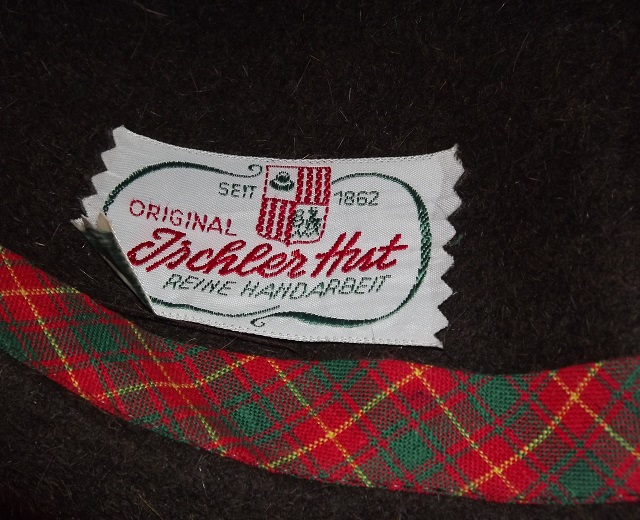 SEIT 1862
ORIGINAL
Ischler Hut
REINE HANDARBEIT